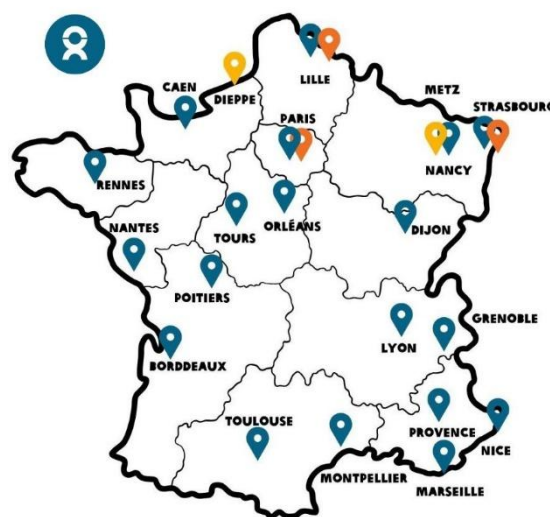 LILLE
CAEN
DIEPPE
METZ
STRASBOURG
PARIS
NANCY
RENNES
NANTES
TOURS
ORLÉANS
DIJON
POITIERS
GRENOBLE
LYON
BORDDEAUX
TOULOUSE
PROVENCE
NICE
MONTPELLIER
MARSEILLE